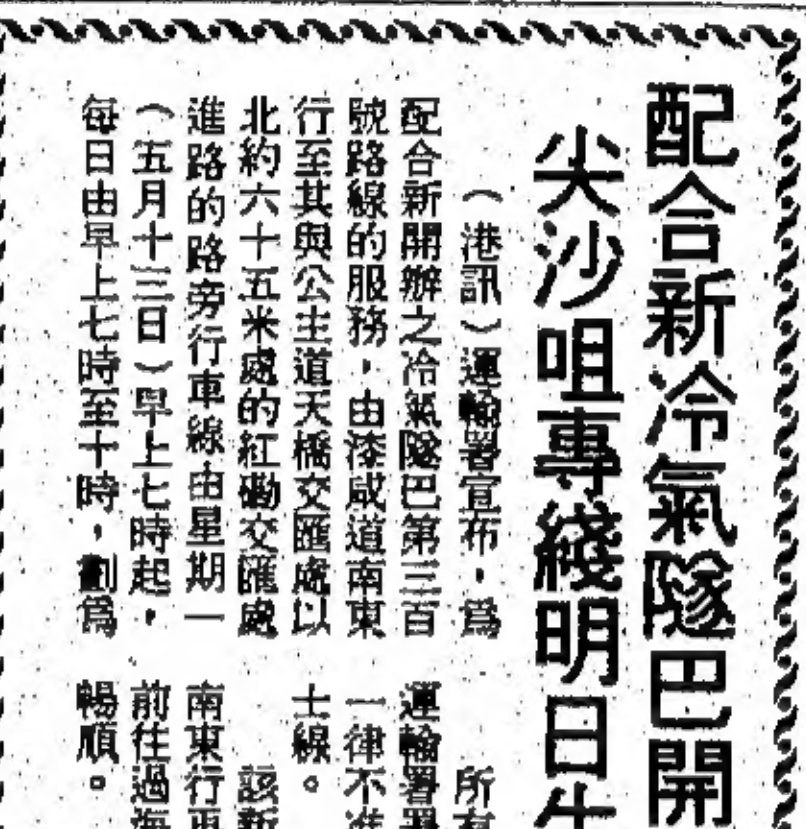 配合新冷氣隧巴開
尖沙咀專綫明日生
（港訊）運輸署宣布，爲
配合新開辦之冷氣隧巴第三百
號路線的服務，由漆咸道南東
行至其與公主道天橋交匯處以
北約六十五米處的紅磡交匯處
進路的路旁行車線由星期一
（五月十三日）早上七時起，
每日由早上七時至十時，劃爲
所有
運輸署署
一律不准
士線。
該新
南東行車
前往過海
暢順。